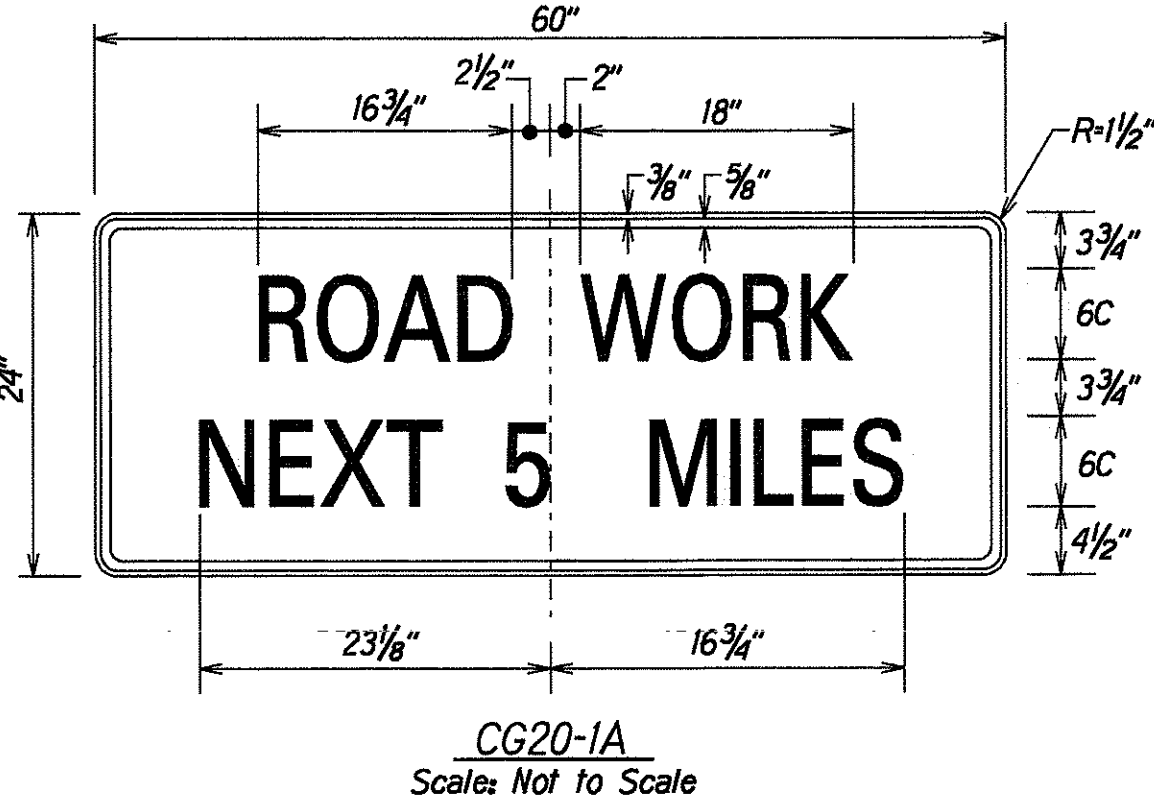 60"
2½" 2"
16¾" 18"
R=1½"
⅜" ⅝"
3¾"
ROAD WORK
6C
24"
3¾"
NEXT 5 MILES
6C
4½"
23⅛" 16¾"
CG20-1A
Scale: Not to Scale